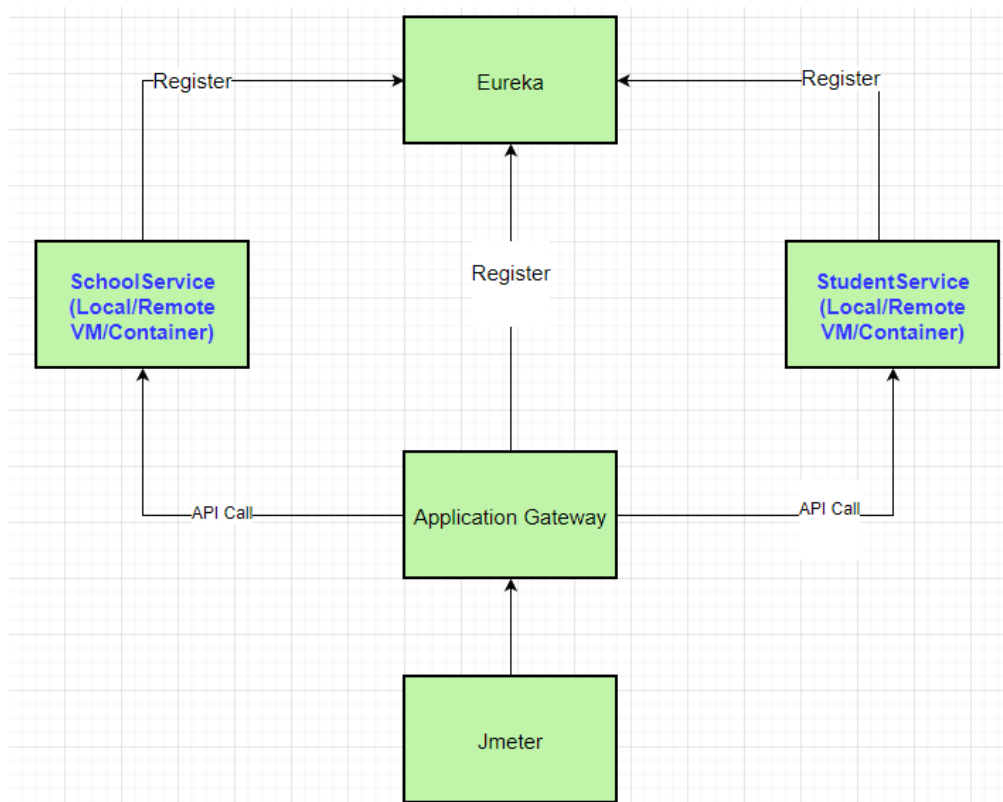 Eureka
Register
Register
Register
SchoolService
(Local/Remote
VM/Container)
StudentService
(Local/Remote
VM/Container)
API Call
Application Gateway
API Call
Jmeter